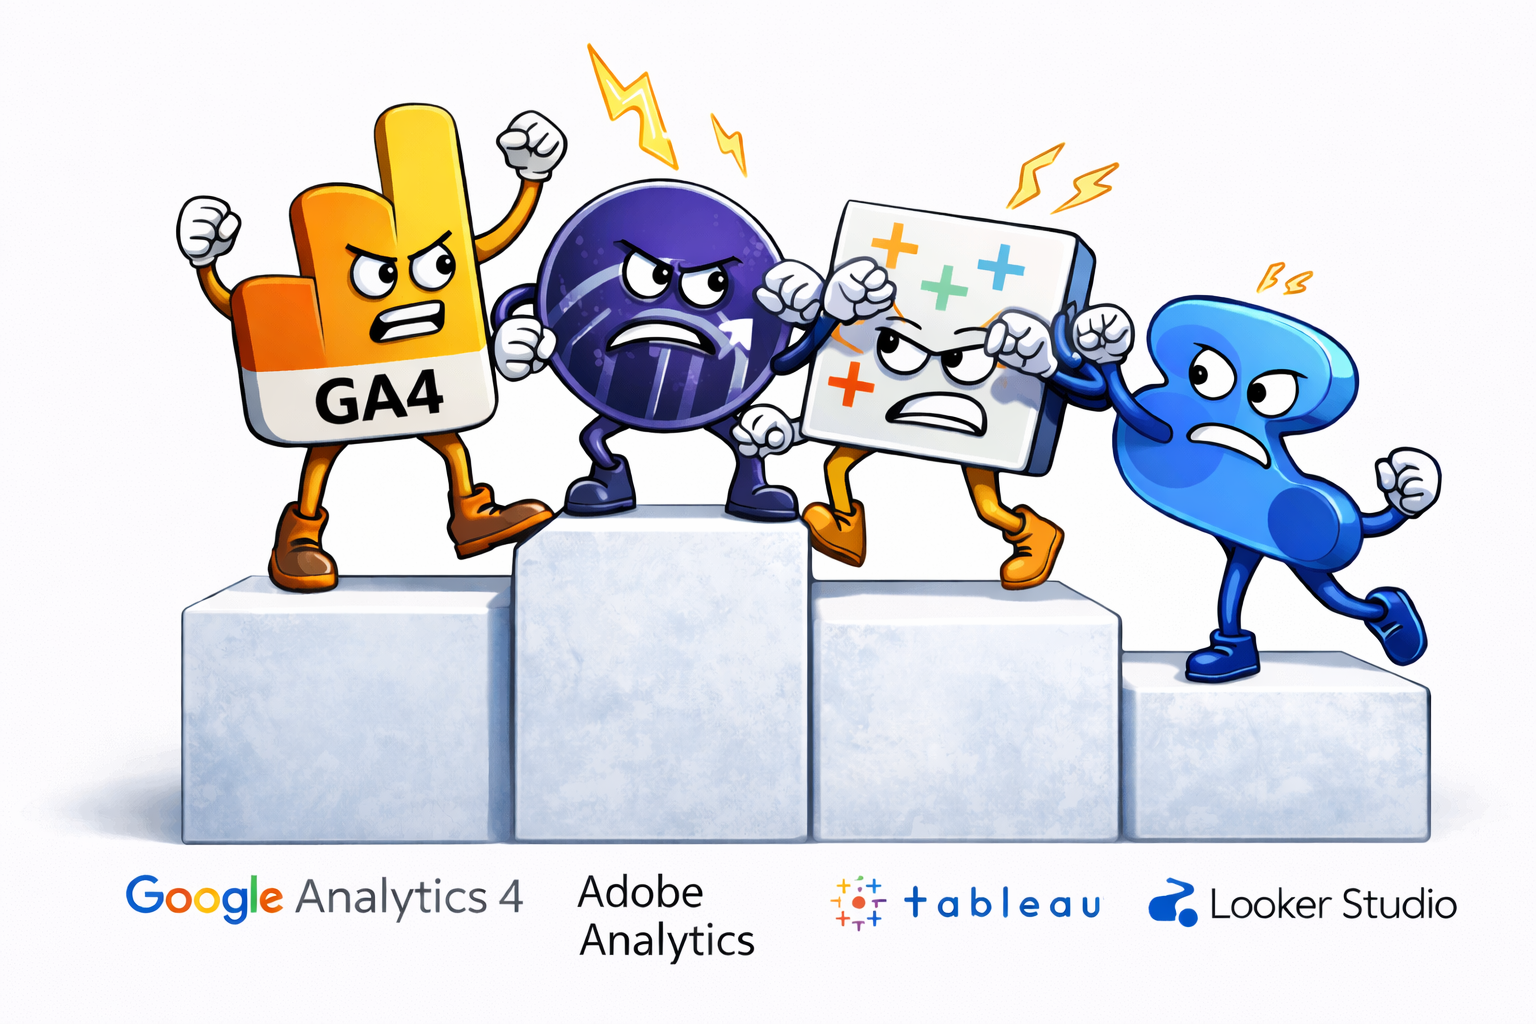 GA4
Google Analytics 4
Adobe
Analytics
tableau
Looker Studio